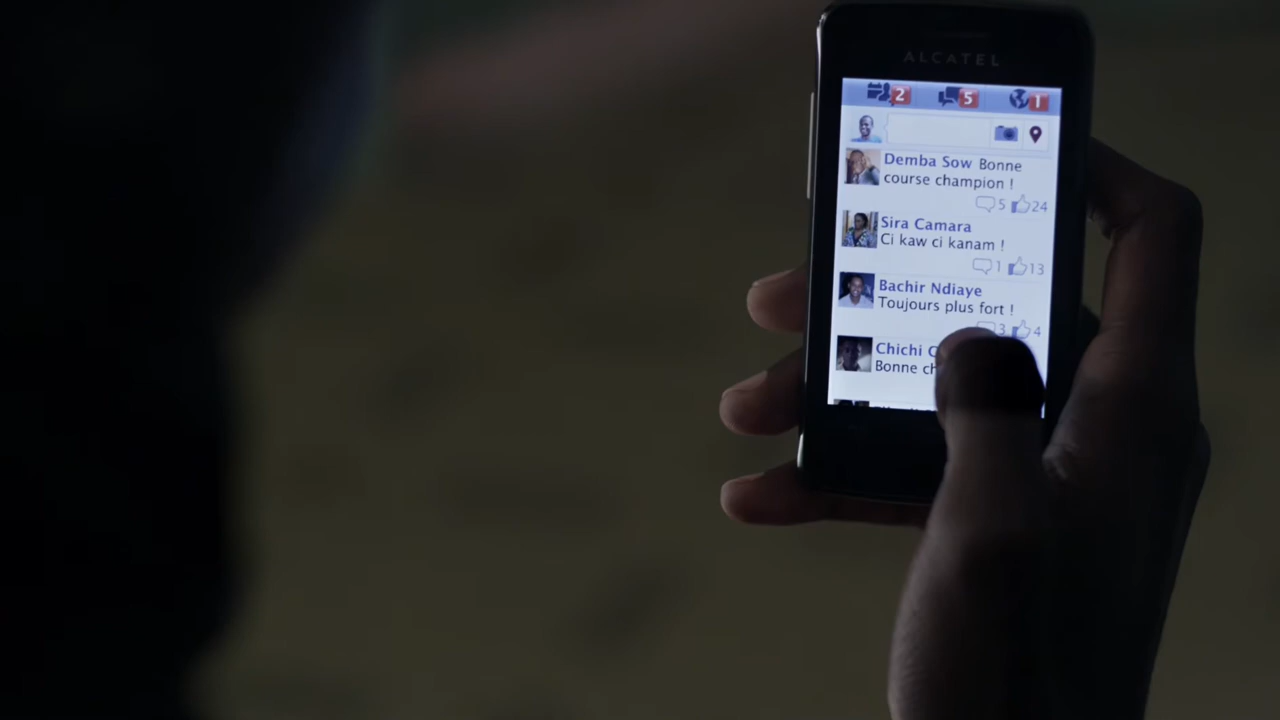 ALCATEL
2 5 1
Demba Sow Bonne
course champion !
5 24
Sira Camara
Ci kaw ci kanam !
1 13
Bachir Ndiaye
Toujours plus fort !
3 4
Chichi
Bonne